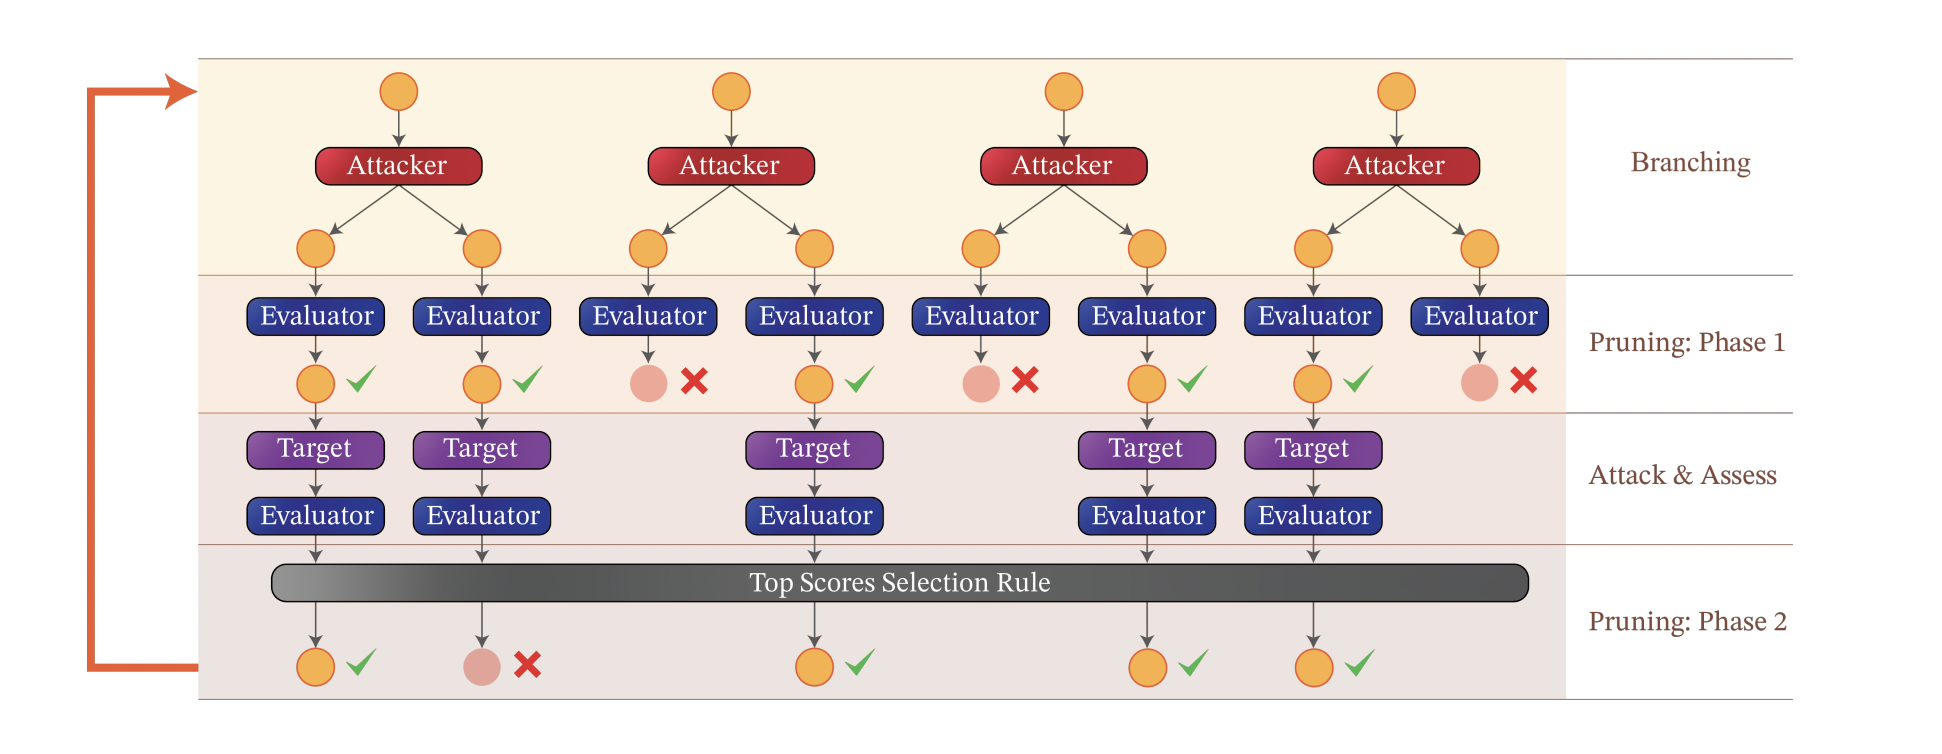 Attacker
Attacker
Attacker
Attacker
Branching
Evaluator
Evaluator
Evaluator
Evaluator
Evaluator
Evaluator
Evaluator
Evaluator
Pruning: Phase 1
Target
Target
Target
Target
Target
Attack & Assess
Evaluator
Evaluator
Evaluator
Evaluator
Evaluator
Top Scores Selection Rule
Pruning: Phase 2